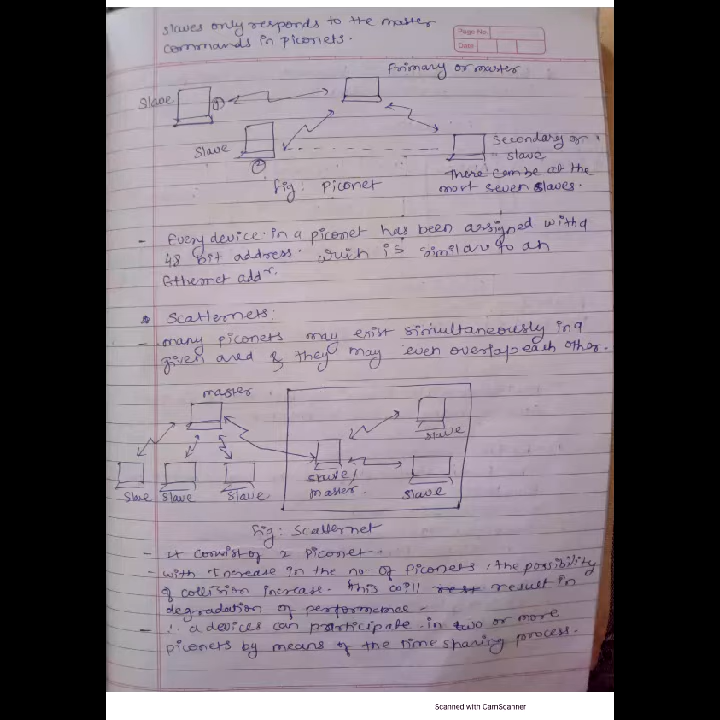 slaves only responds to the master
commands in piconets.
Page No.
Date
Primary or master
Slave
①
Slave
②
Secondary or
slave
There can be at the
most seven slaves.
fig: Piconet
- Every device in a piconet has been assigned with a
48 bit address. which is similar to an
Ethernet addr.
Scatternets:
- many piconets may exist simultaneously in a
given area & they may even overlap each other.
master
Slave
Slave
Slave
slave/
master
slave
Slave
fig: Scatternet
- It consist of 2 Piconet.
- with Increase in the no of Piconets, the possibility
of collision increase. This will result in
degradation of performance.
- ∴ a devices can participate in two or more
piconets by means of the time sharing process.
Scanned with CamScanner